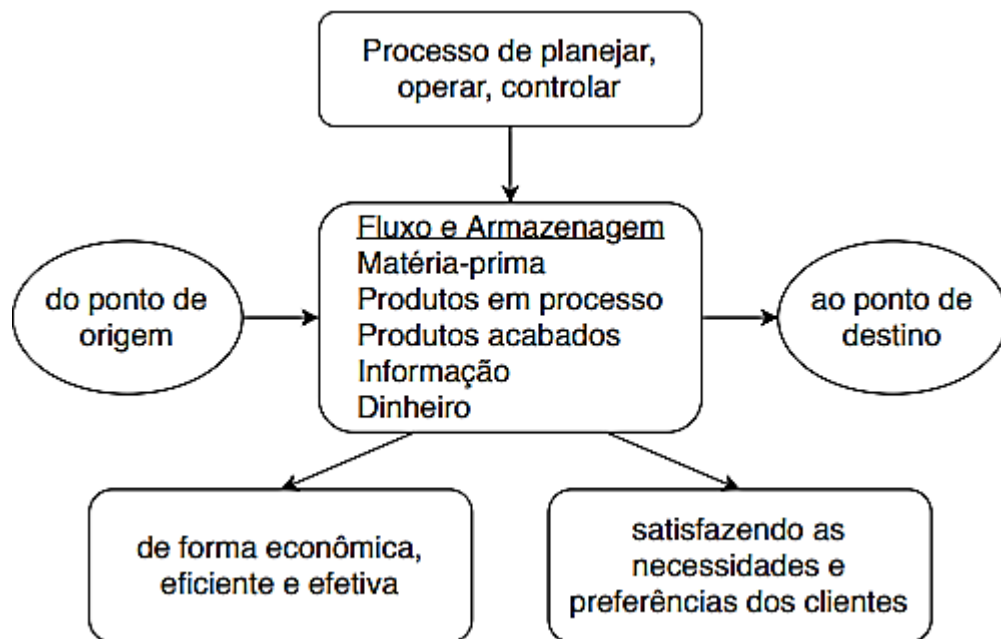 Processo de planejar,
operar, controlar
Fluxo e Armazenagem
Matéria-prima
Produtos em processo
Produtos acabados
Informação
Dinheiro
do ponto de
origem
ao ponto de
destino
de forma econômica,
eficiente e efetiva
satisfazendo as
necessidades e
preferências dos clientes